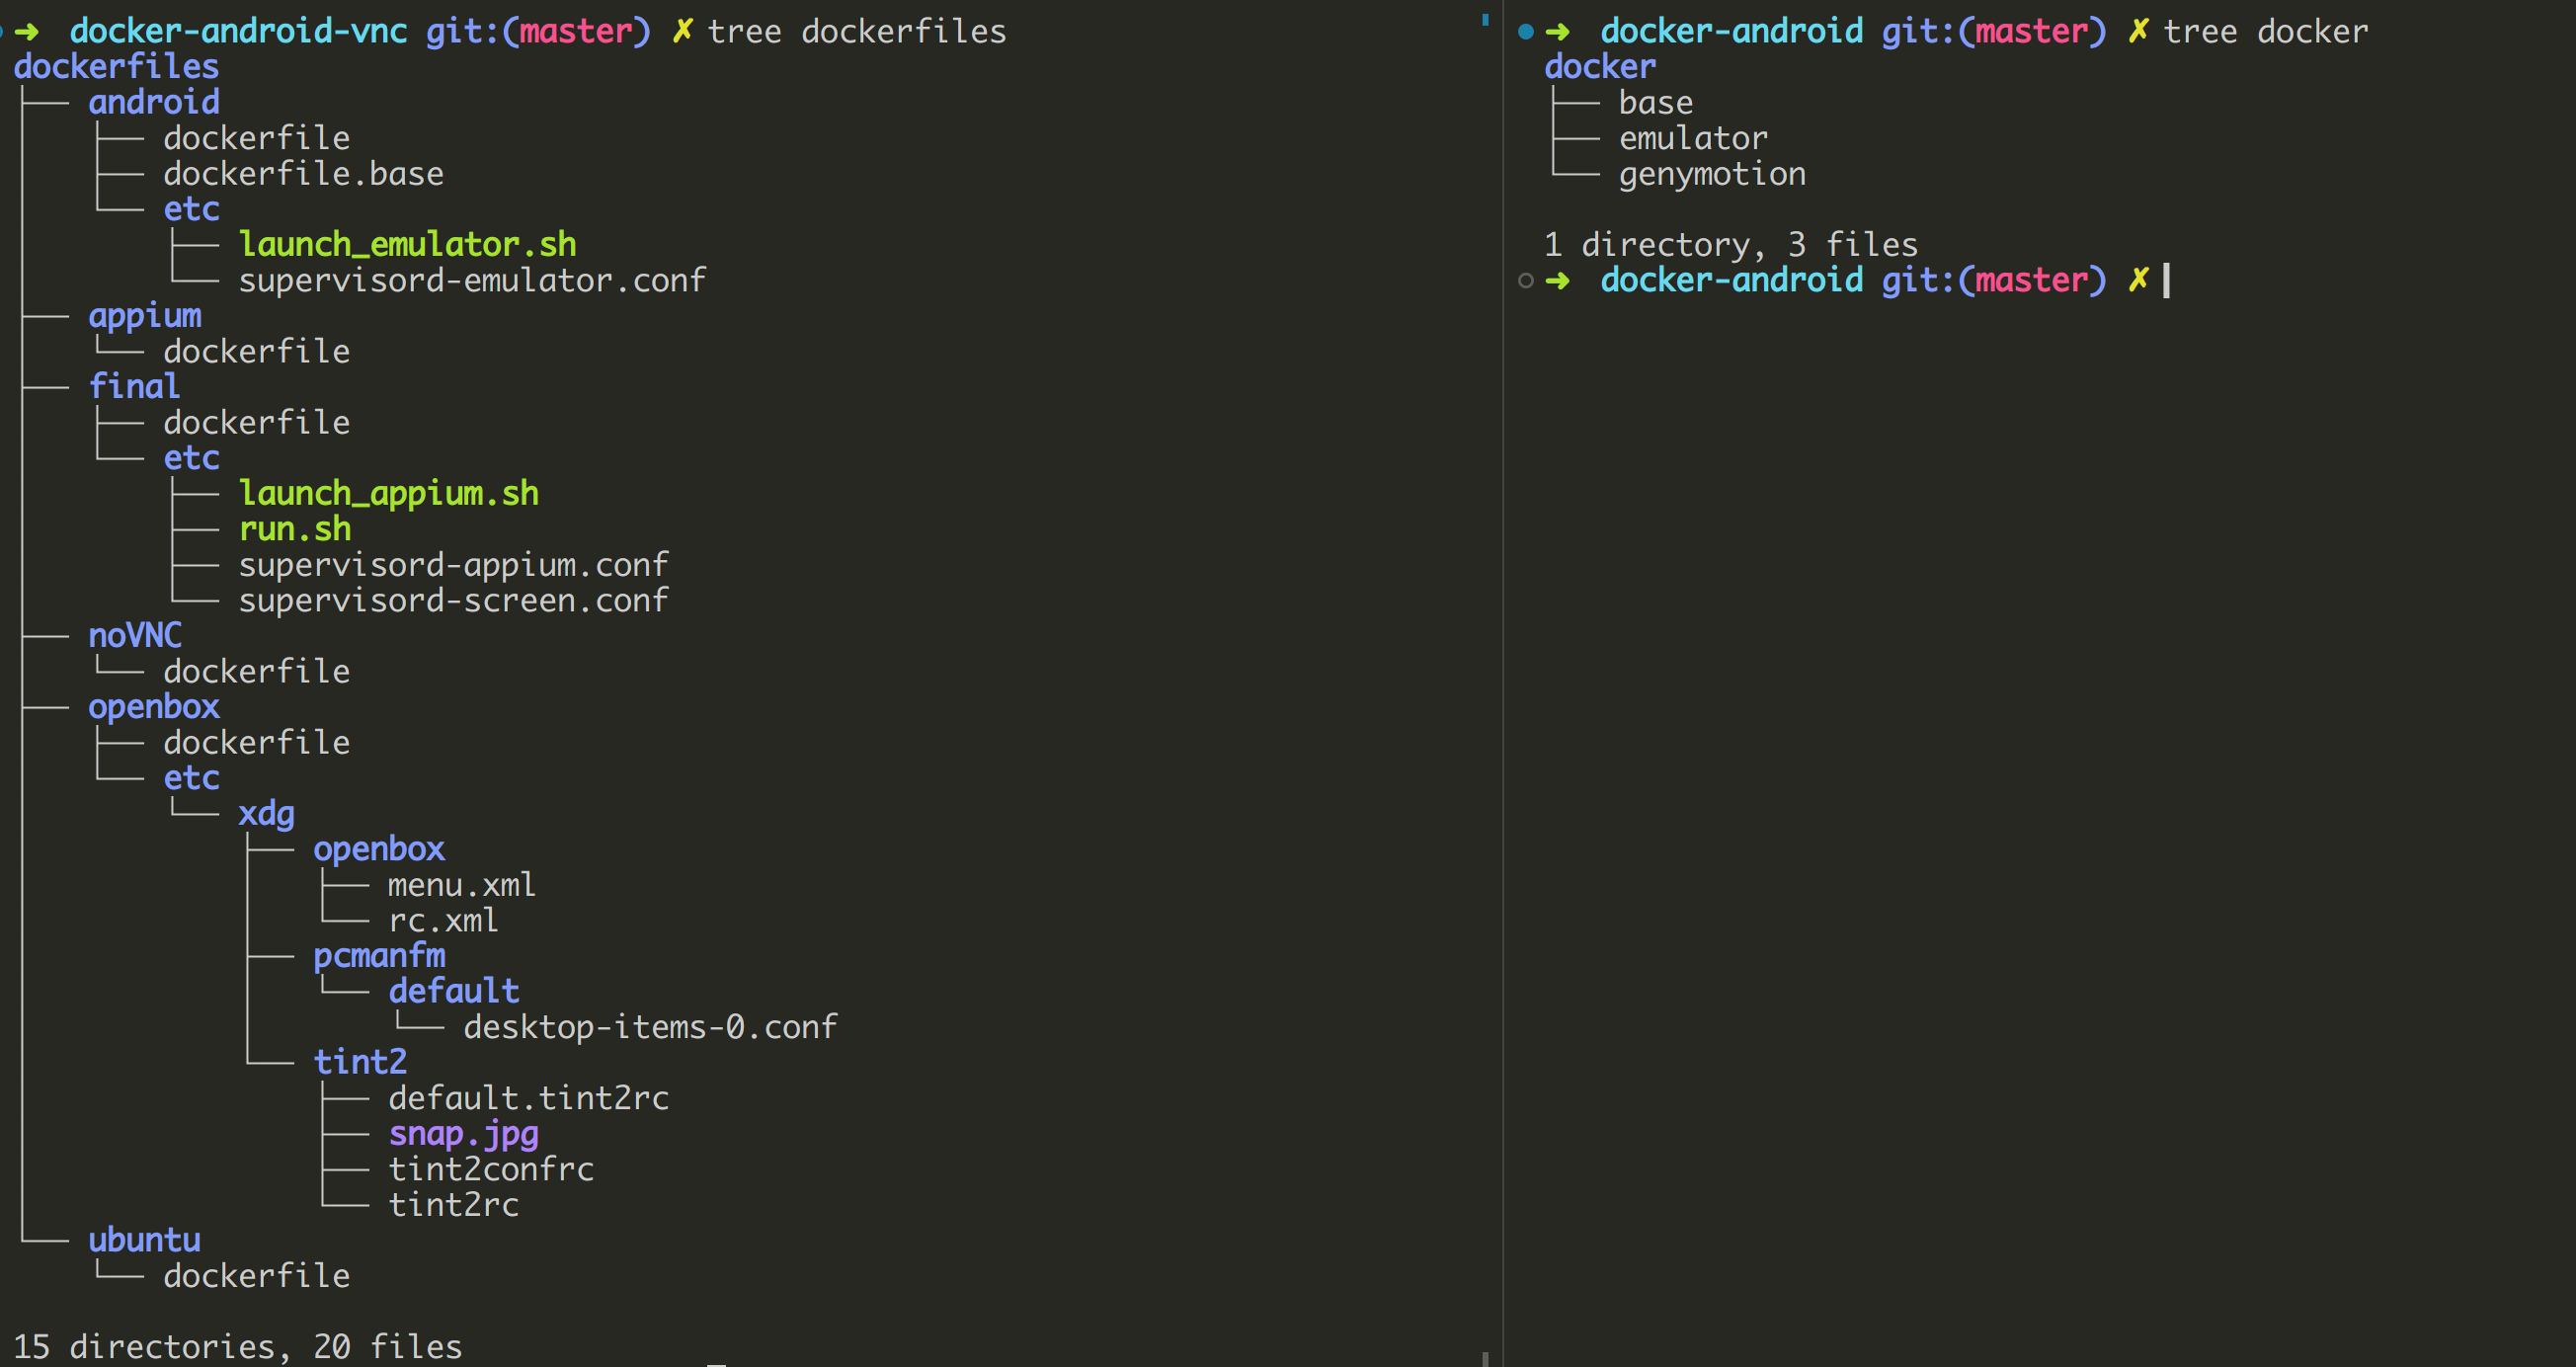 ➜ docker-android-vnc git:(master) ✗ tree dockerfiles
dockerfiles
├── android
│   ├── dockerfile
│   ├── dockerfile.base
│   └── etc
│       ├── launch_emulator.sh
│       └── supervisord-emulator.conf
├── appium
│   └── dockerfile
├── final
│   ├── dockerfile
│   └── etc
│       ├── launch_appium.sh
│       ├── run.sh
│       ├── supervisord-appium.conf
│       └── supervisord-screen.conf
├── noVNC
│   └── dockerfile
├── openbox
│   ├── dockerfile
│   └── etc
│       └── xdg
│           ├── openbox
│           │   ├── menu.xml
│           │   └── rc.xml
│           ├── pcmanfm
│           │   └── default
│           │       └── desktop-items-0.conf
│           └── tint2
│               ├── default.tint2rc
│               ├── snap.jpg
│               ├── tint2confrc
│               └── tint2rc
└── ubuntu
    └── dockerfile
15 directories, 20 files
➜ docker-android git:(master) ✗ tree docker
docker
├── base
├── emulator
└── genymotion
1 directory, 3 files
➜ docker-android git:(master) ✗